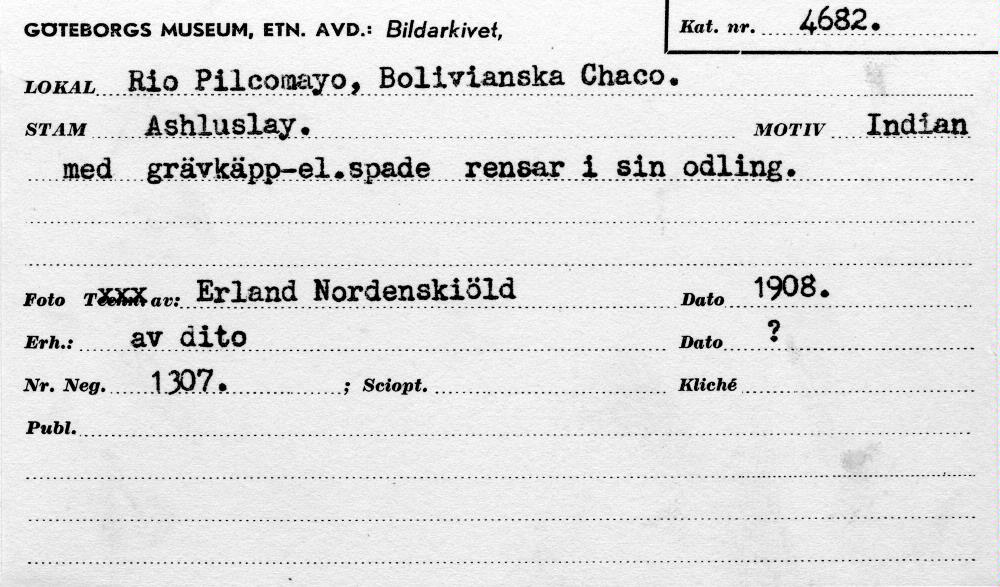 GÖTEBORGS MUSEUM, ETN. AVD.: Bildarkivet,
Kat. nr. 4682.
LOKAL Rio Pilcomayo, Bolivianska Chaco.
STAM Ashluslay. MOTIV Indian
med grävkäpp-el.spade rensar i sin odling.
Foto av: Erland Nordenskiöld Dato 1908.
Erh.: av dito Dato ?
Nr. Neg. 1307. ; Sciopt. Kliché
Publ.